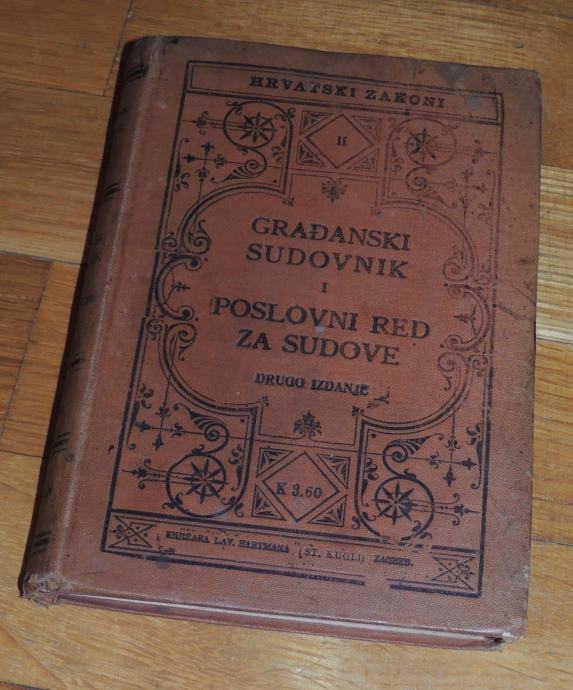 HRVATSKI ZAKONI
II
GRAĐANSKI
SUDOVNIK
I
POSLOVNI RED
ZA SUDOVE
DRUGO IZDANJE
K 3.60
KNJIŽARA LAV. HARTMANA (ST. KUGLI) ZAGREB.